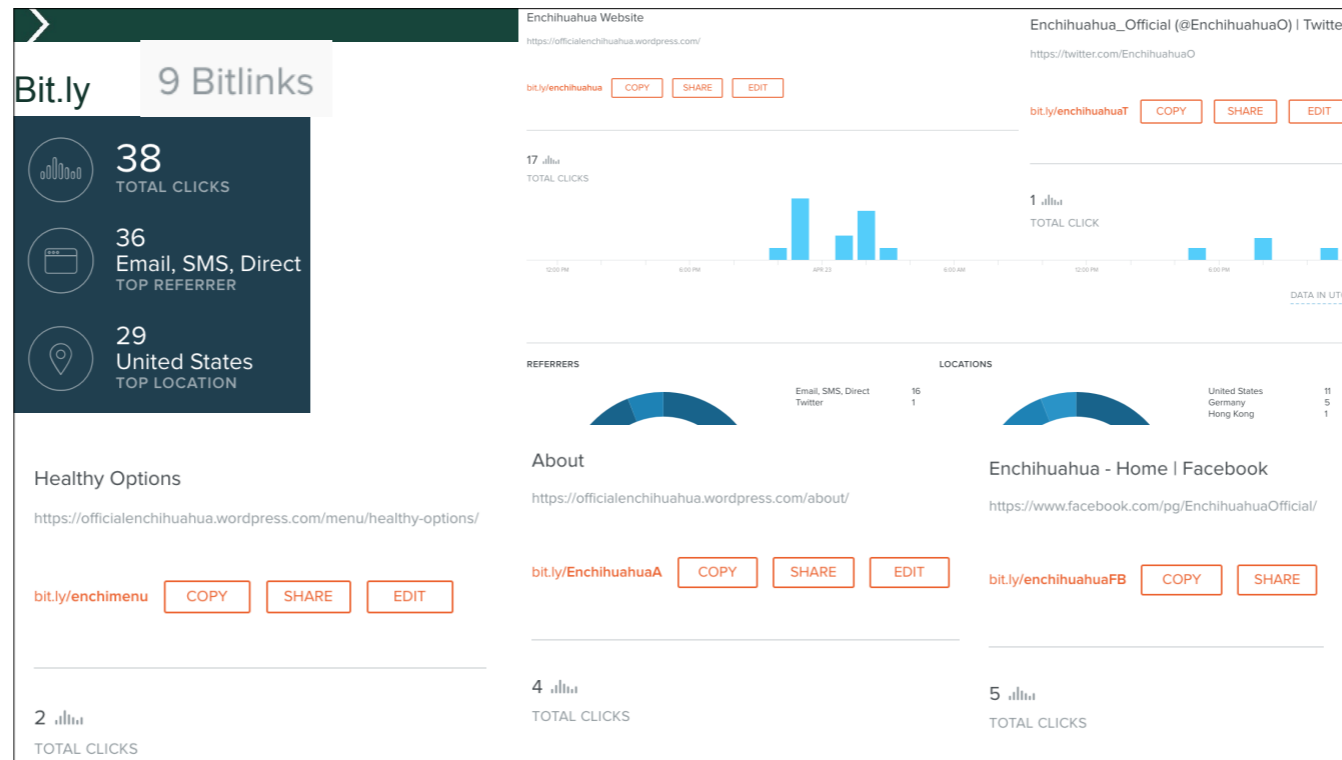 Bit.ly
9 Bitlinks
38
TOTAL CLICKS
36
Email, SMS, Direct
TOP REFERRER
29
United States
TOP LOCATION
Enchihuahua Website
https://officialenchihuahua.wordpress.com/
bit.ly/enchihuahua COPY SHARE EDIT
17
TOTAL CLICKS
12:00 PM 6:00 PM APR 23 6:00 AM
Enchihuahua_Official (@EnchihuahuaO) | Twitte
https://twitter.com/EnchihuahuaO
bit.ly/enchihuahuaT COPY SHARE EDIT
1
TOTAL CLICK
12:00 PM 6:00 PM
DATA IN UT
REFERRERS
Email, SMS, Direct 16
Twitter 1
LOCATIONS
United States 11
Germany 5
Hong Kong 1
Healthy Options
https://officialenchihuahua.wordpress.com/menu/healthy-options/
bit.ly/enchimenu COPY SHARE EDIT
2
TOTAL CLICKS
About
https://officialenchihuahua.wordpress.com/about/
bit.ly/EnchihuahuaA COPY SHARE EDIT
4
TOTAL CLICKS
Enchihuahua - Home | Facebook
https://www.facebook.com/pg/EnchihuahuaOfficial/
bit.ly/enchihuahuaFB COPY SHARE
5
TOTAL CLICKS